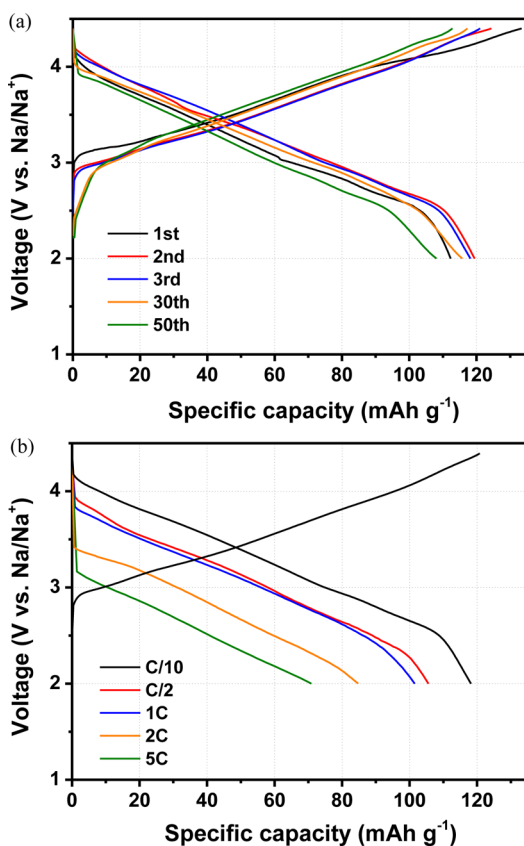 (a)
Voltage (V vs. Na/Na⁺)
4
3
2
1
1st
2nd
3rd
30th
50th
0 20 40 60 80 100 120
Specific capacity (mAh g⁻¹)
(b)
Voltage (V vs. Na/Na⁺)
4
3
2
1
C/10
C/2
1C
2C
5C
0 20 40 60 80 100 120
Specific capacity (mAh g⁻¹)